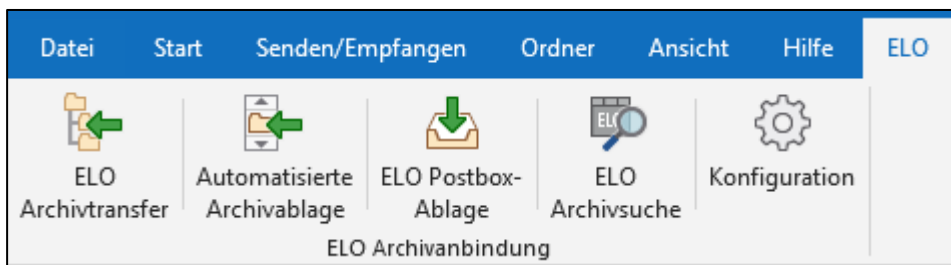 Datei Start Senden/Empfangen Ordner Ansicht Hilfe ELO
ELO
ELO
Archivtransfer
Automatisierte
Archivablage
ELO Postbox-
Ablage
ELO
Archivsuche
Konfiguration
ELO Archivanbindung